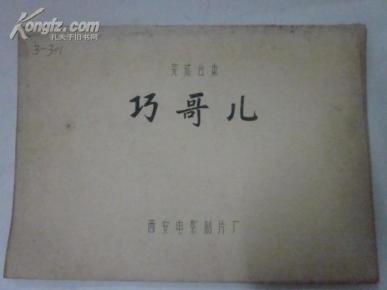 Kongfz.com
孔夫子旧书网
3-301
完成台本
巧哥儿
西安电影制片厂